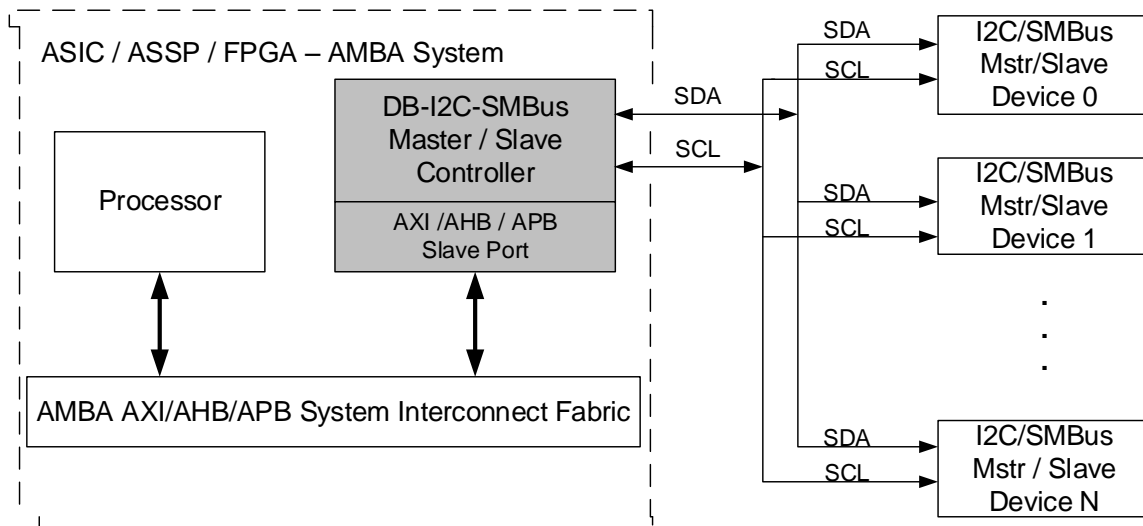 ASIC / ASSP / FPGA – AMBA System
Processor
DB-I2C-SMBus
Master / Slave
Controller
AXI /AHB / APB
Slave Port
AMBA AXI/AHB/APB System Interconnect Fabric
SDA
SCL
SDA
SCL
I2C/SMBus
Mstr/Slave
Device 0
SDA
SCL
I2C/SMBus
Mstr/Slave
Device 1
.
.
.
SDA
SCL
I2C/SMBus
Mstr / Slave
Device N